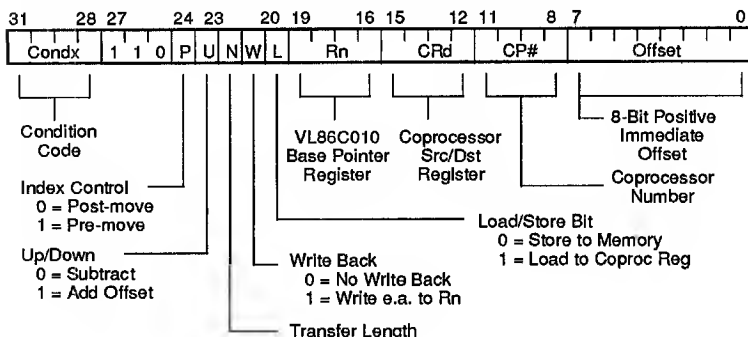 31 28 27 24 23 20 19 16 15 12 11 8 7 0
Condx 1 1 0 P U N W L Rn CRd CP# Offset
Condition
Code
VL86C010
Base Pointer
Register
Coprocessor
Src/Dst
Register
8-Bit Positive
Immediate
Offset
Coprocessor
Number
Index Control
0 = Post-move
1 = Pre-move
Load/Store Bit
0 = Store to Memory
1 = Load to Coproc Reg
Up/Down
0 = Subtract
1 = Add Offset
Write Back
0 = No Write Back
1 = Write e.a. to Rn
Transfer Length